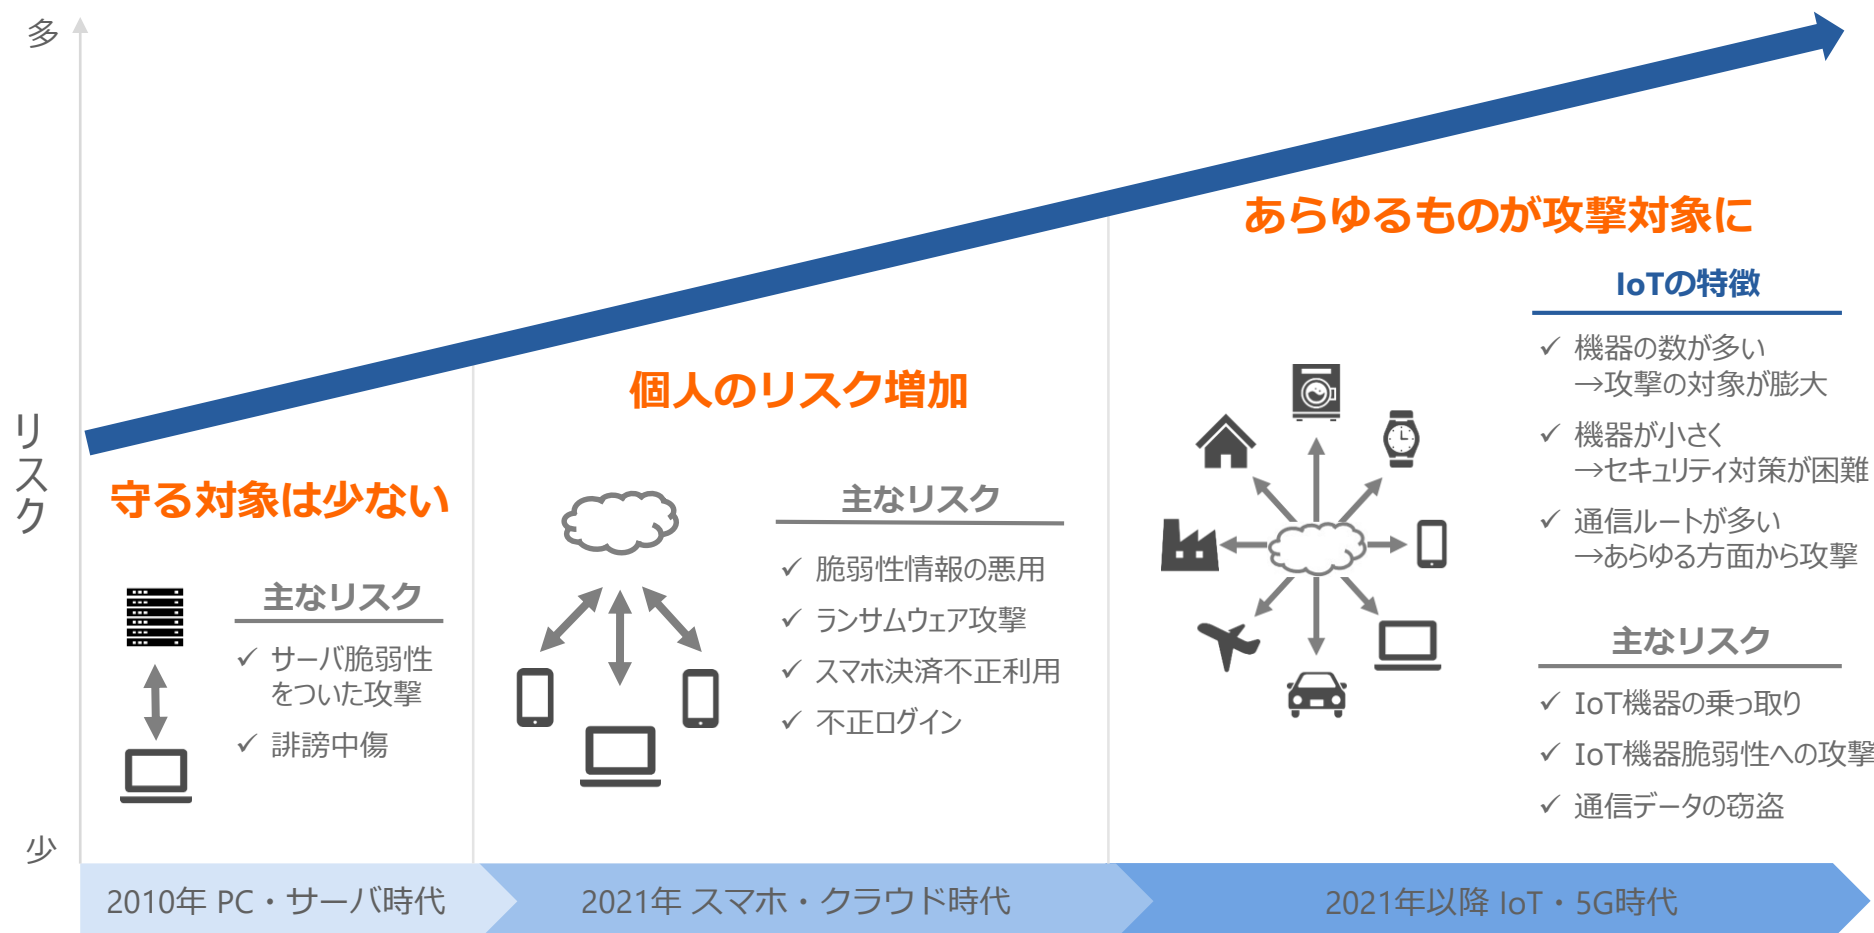 多
リスク
少
守る対象は少ない
主なリスク
✓ サーバ脆弱性
をついた攻撃
✓ 誹謗中傷
個人のリスク増加
主なリスク
✓ 脆弱性情報の悪用
✓ ランサムウェア攻撃
✓ スマホ決済不正利用
✓ 不正ログイン
あらゆるものが攻撃対象に
IoTの特徴
✓ 機器の数が多い
→攻撃の対象が膨大
✓ 機器が小さく
→セキュリティ対策が困難
✓ 通信ルートが多い
→あらゆる方面から攻撃
主なリスク
✓ IoT機器の乗っ取り
✓ IoT機器脆弱性への攻撃
✓ 通信データの窃盗
2010年 PC・サーバ時代
2021年 スマホ・クラウド時代
2021年以降 IoT・5G時代